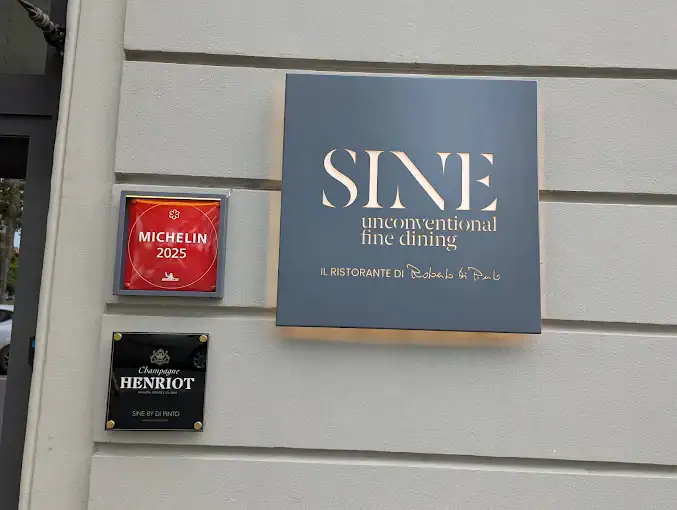 SINE
unconventional
fine dining
IL RISTORANTE DI Roberto Di Pinto
MICHELIN
2025
Champagne
HENRIOT
SINE BY DI PINTO